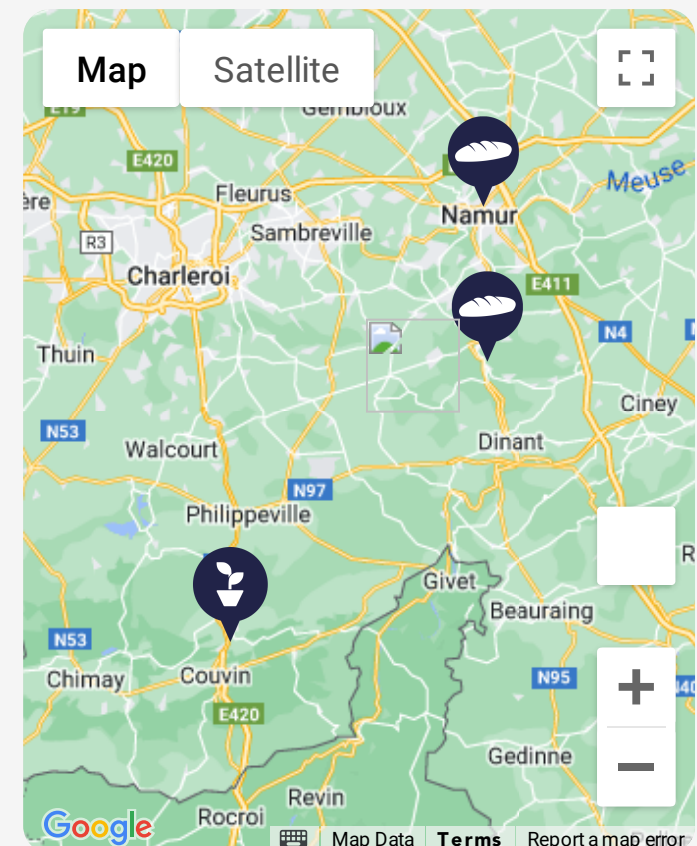 Map
Satellite
E19
Gembloux
E420
Meuse
Fleurus
Namur
Sambreville
R3
Charleroi
E411
N4
Thuin
Ciney
N53
Dinant
Walcourt
N97
Philippeville
Givet
Beauraing
N53
Couvin
N95
Chimay
E420
Gedinne
Revin
Rocroi
Google
Map Data
Terms
Report a map error